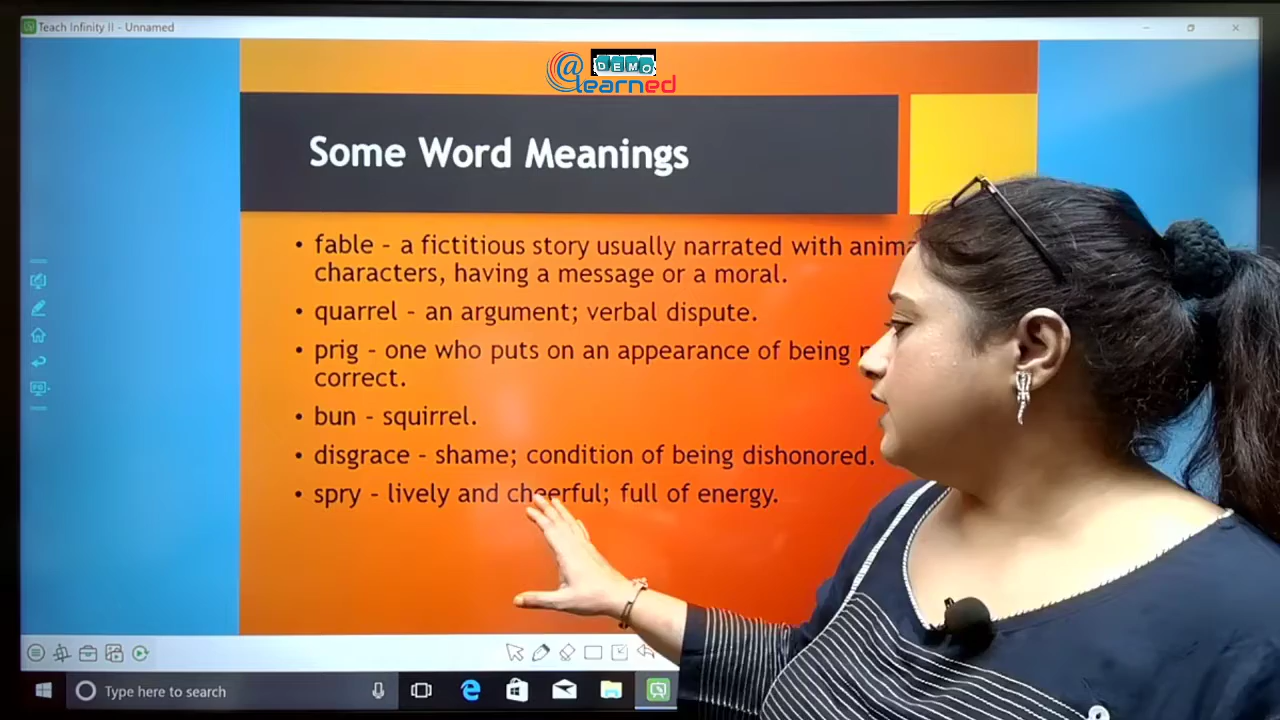 Teach Infinity II - Unnamed
@
DEMO
learned
Some Word Meanings
• fable - a fictitious story usually narrated with
characters, having a message or a moral.
• quarrel - an argument; verbal dispute.
• prig - one who puts on an appearance of being
correct.
• bun - squirrel.
• disgrace - shame; condition of being dishonored.
• spry - lively and cheerful; full of energy.
Type here to search